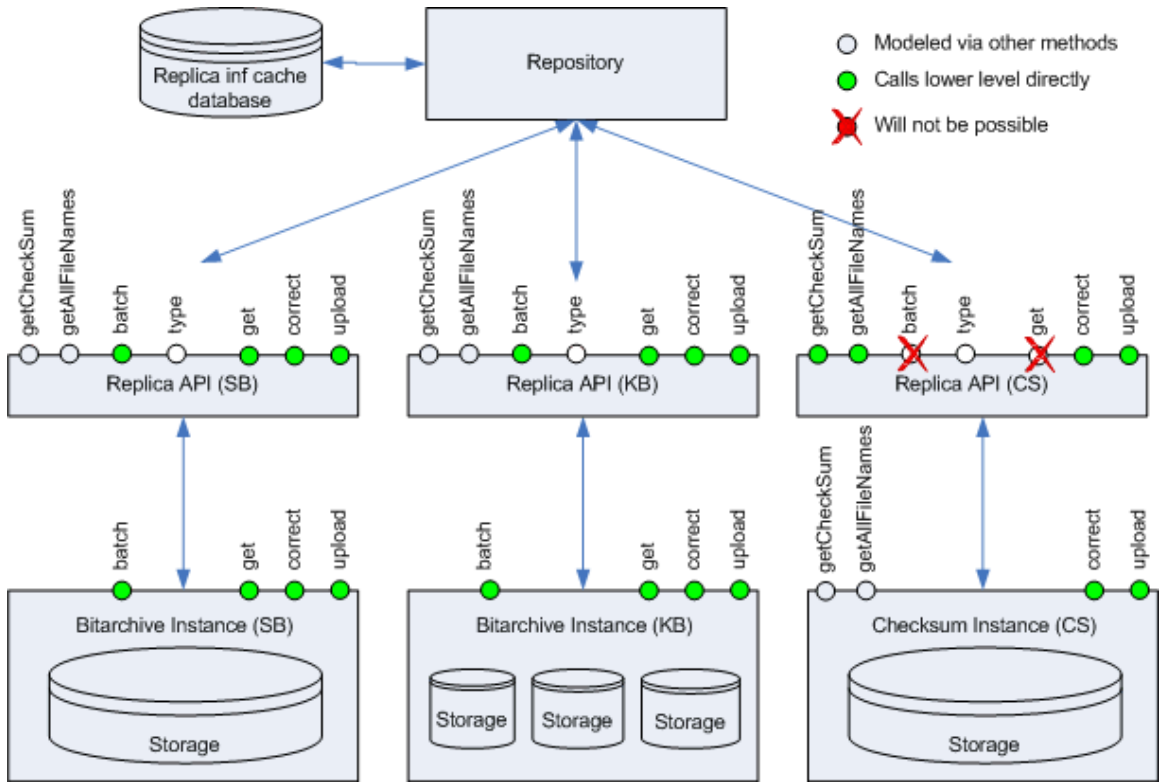 Replica inf cache
database
Repository
Modeled via other methods
Calls lower level directly
Will not be possible
getCheckSum
getAllFileNames
batch
type
get
correct
upload
Replica API (SB)
getCheckSum
getAllFileNames
batch
type
get
correct
upload
Replica API (KB)
getCheckSum
getAllFileNames
batch
type
get
correct
upload
Replica API (CS)
batch
get
correct
upload
Bitarchive Instance (SB)
Storage
batch
get
correct
upload
Bitarchive Instance (KB)
Storage
Storage
Storage
getCheckSum
getAllFileNames
correct
upload
Checksum Instance (CS)
Storage